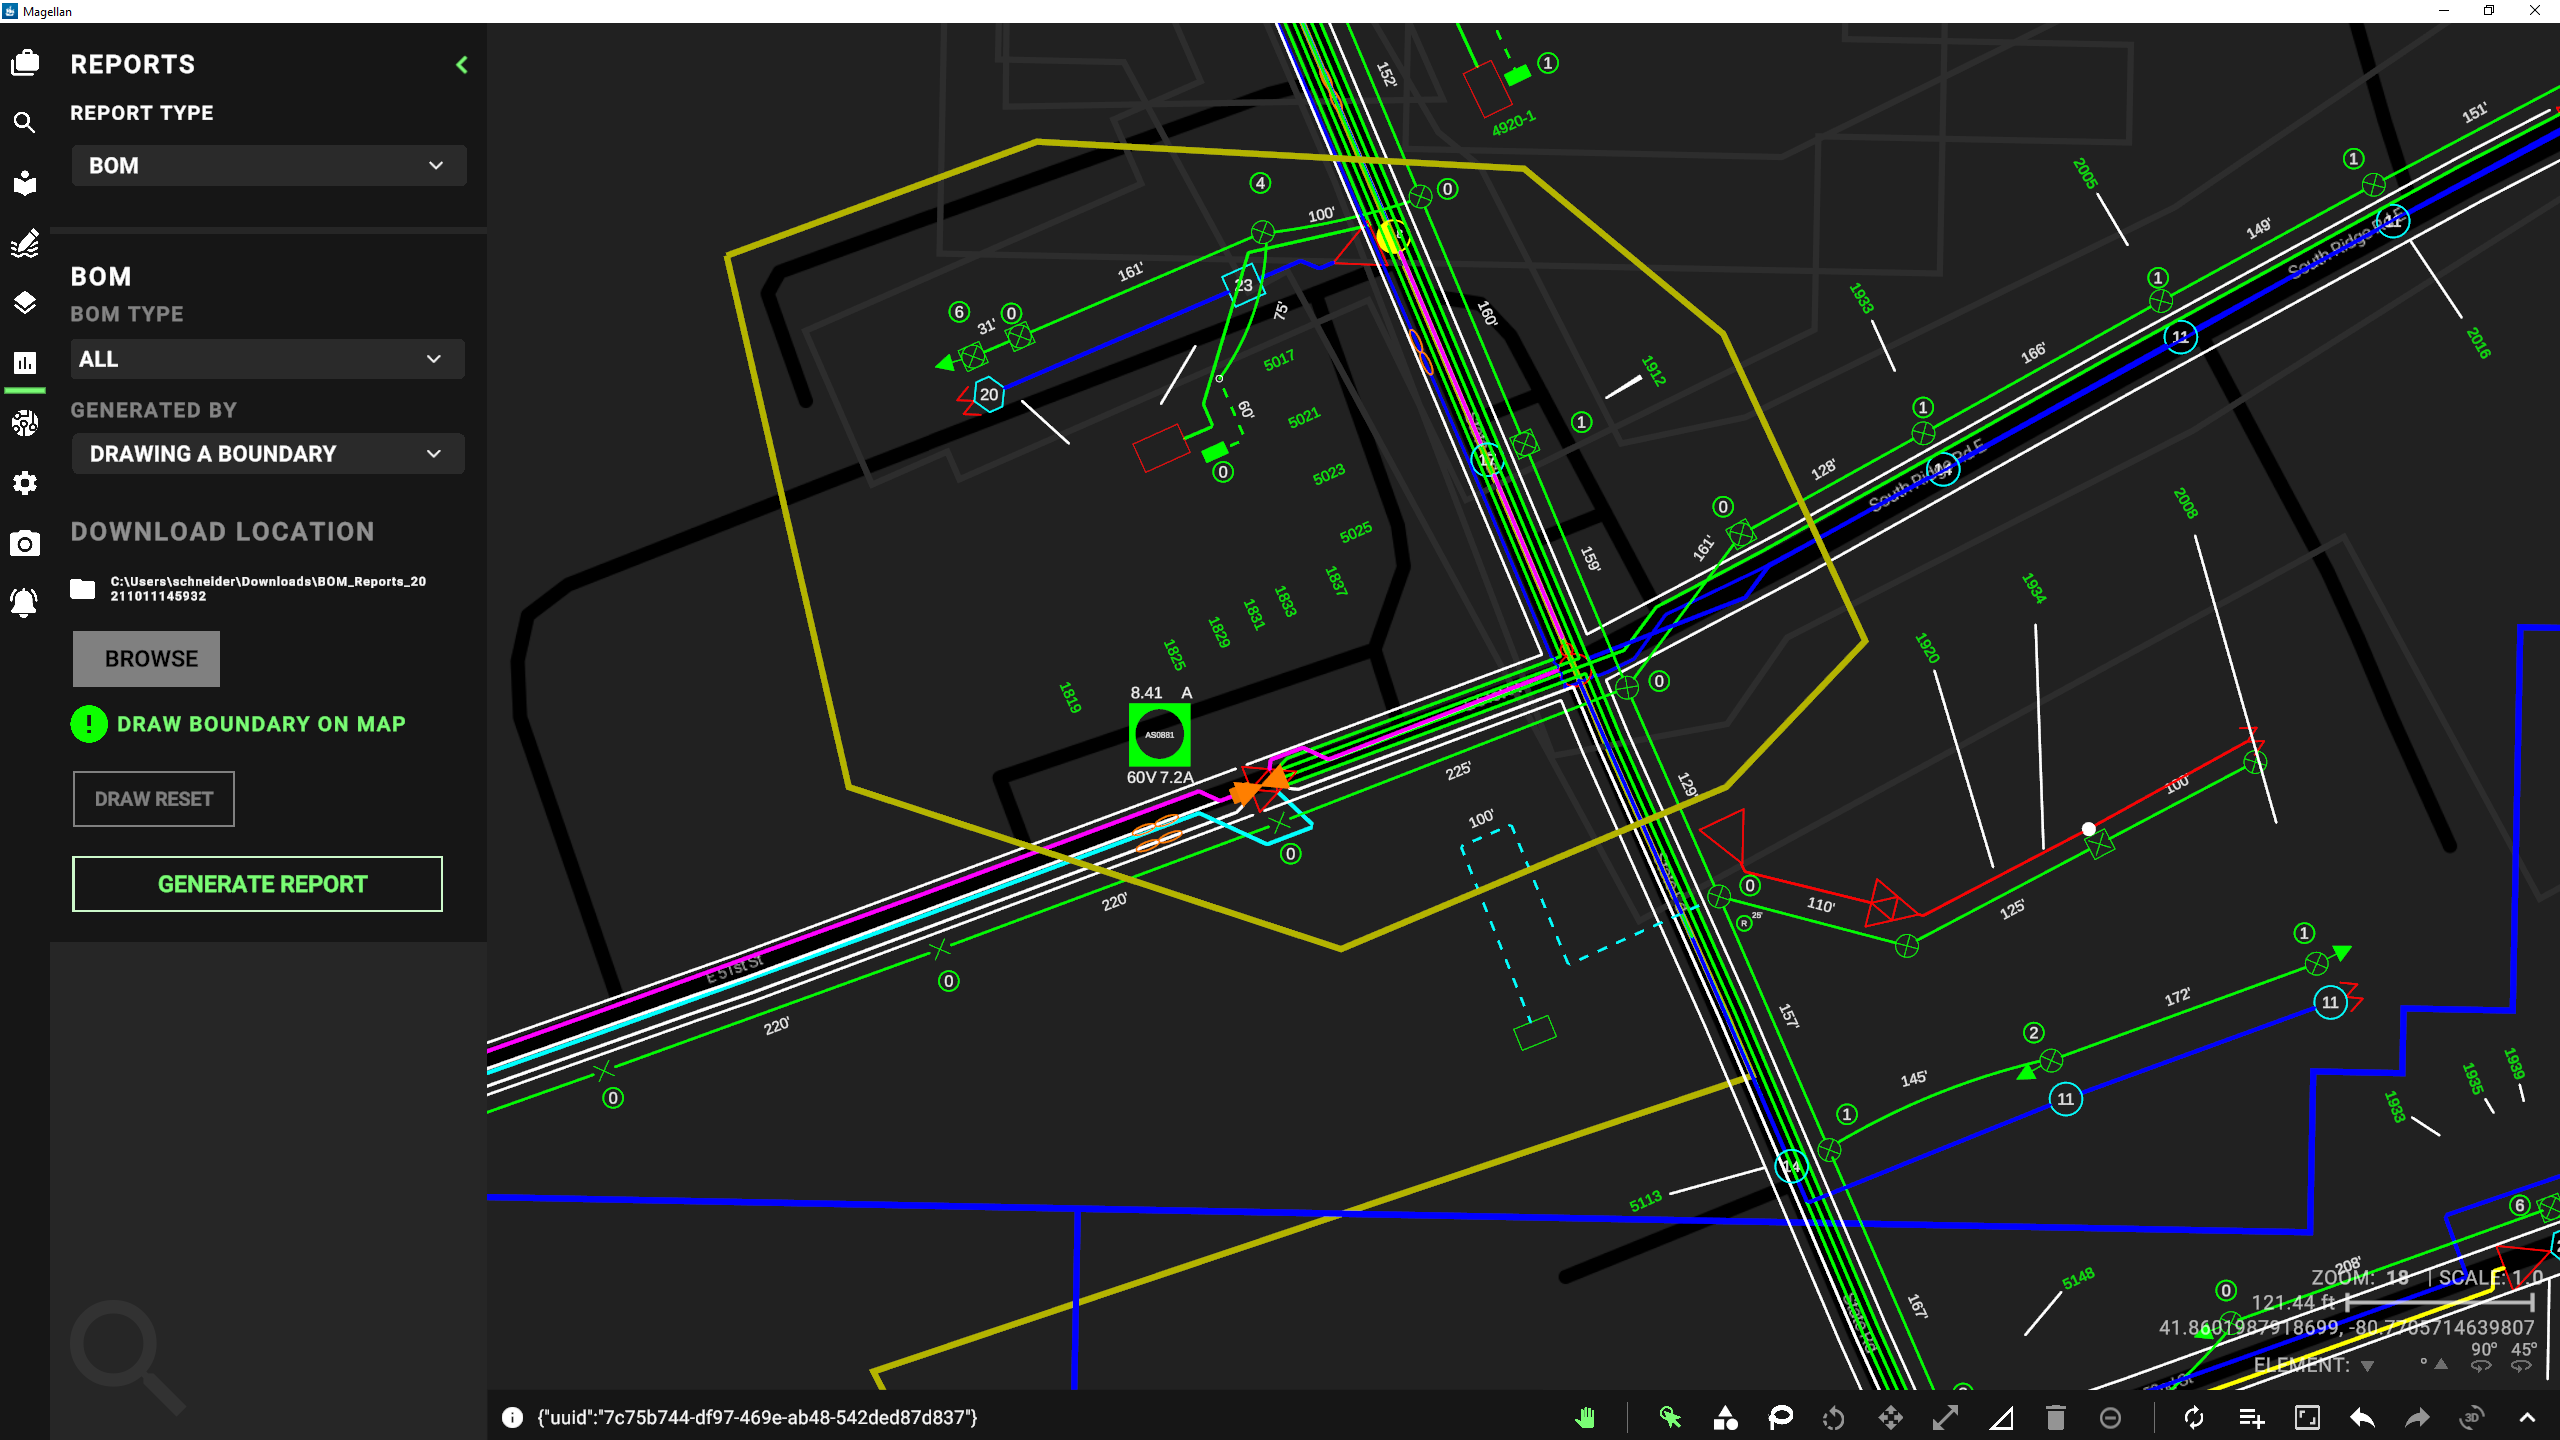 Magellan
REPORTS
REPORT TYPE
BOM
BOM
BOM TYPE
ALL
GENERATED BY
DRAWING A BOUNDARY
DOWNLOAD LOCATION
C:\Users\schneider\Downloads\BOM_Reports_20
211011145932
BROWSE
! DRAW BOUNDARY ON MAP
DRAW RESET
GENERATE REPORT
152'
1
4920-1
151'
1
2005
4
0
100'
149'
South Ridge Rd E
161'
23
1
1933
6
0
31'
75'
160'
11
2016
166'
5017
1912
20
60'
5021
1
1
0
5023
128'
South Ridge Rd E
2008
0
5025
161'
159'
1837
1833
1934
1831
1829
1825
1920
0
1819
8.41 A
AS0881
60V 7.2A
225'
129'
100'
100'
0
220'
0
110'
125'
R 25'
E 51st St
0
1
220'
172'
11
157'
2
0
145'
11
1939
1935
1933
1
14
5113
6
208'
5148
0
167'
ZOOM: 18 | SCALE: 1.0
121.44 ft
41.8601987918699, -80.7705714639807
90° 45°
ELEMENT:
°
{"uuid":"7c75b744-df97-469e-ab48-542ded87d837"}
3D